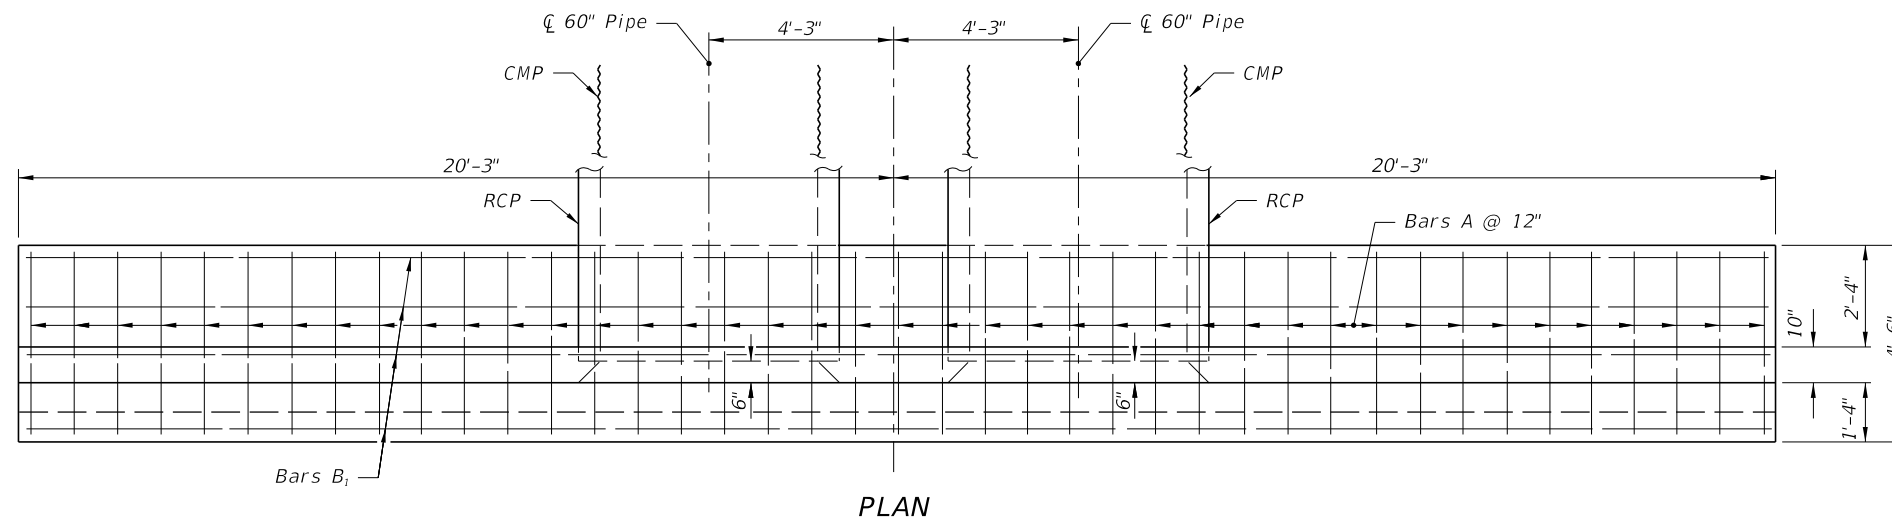 ℄ 60" Pipe
4'-3"
4'-3"
℄ 60" Pipe
CMP
CMP
20'-3"
20'-3"
RCP
RCP
Bars A @ 12"
10"
2'-4"
6"
6"
1'-4"
Bars B₁
PLAN